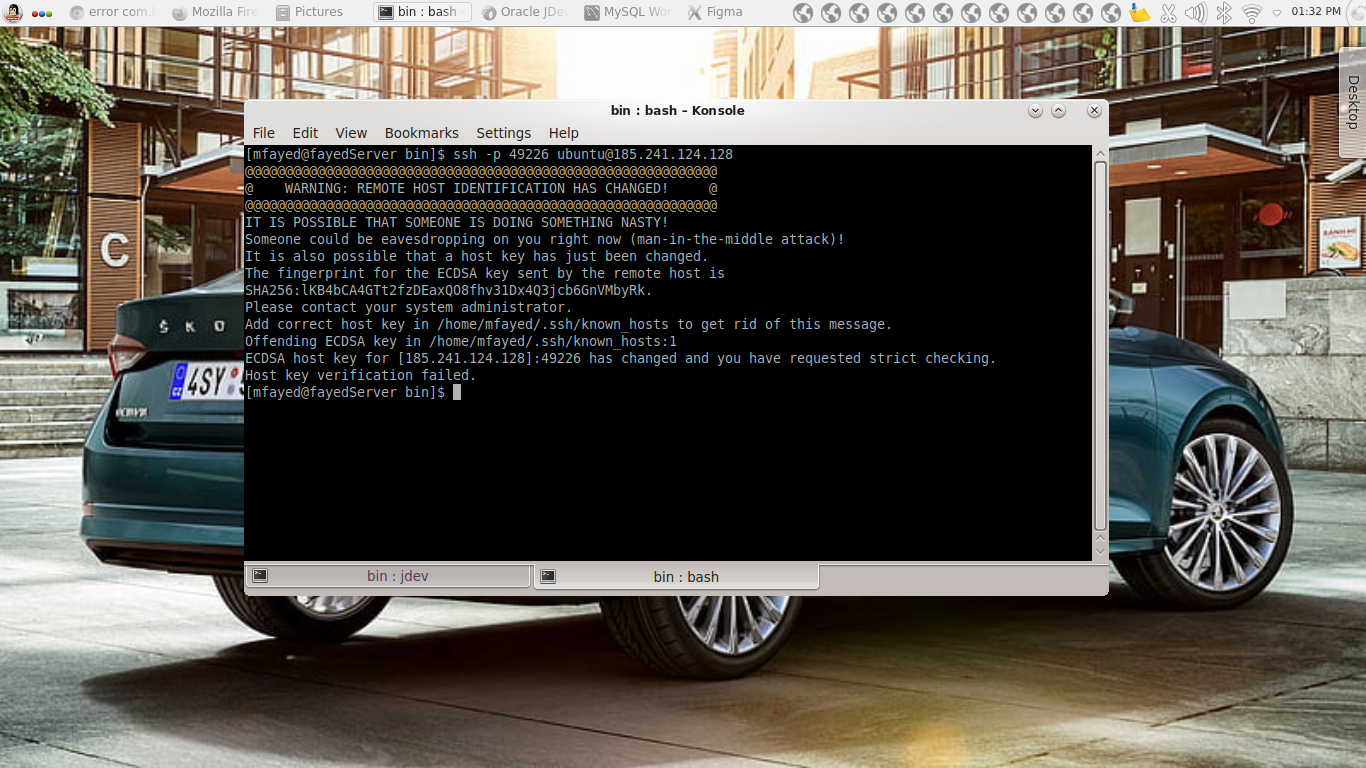 error com.
Mozilla Fire
Pictures
bin : bash
Oracle JDe
MySQL Wo
Figma
01:32 PM
Desktop
bin : bash – Konsole
File Edit View Bookmarks Settings Help
[mfayed@fayedServer bin]$ ssh -p 49226 ubuntu@185.241.124.128
@@@@@@@@@@@@@@@@@@@@@@@@@@@@@@@@@@@@@@@@@@@@@@@@@@@@@@@@@@@
@    WARNING: REMOTE HOST IDENTIFICATION HAS CHANGED!     @
@@@@@@@@@@@@@@@@@@@@@@@@@@@@@@@@@@@@@@@@@@@@@@@@@@@@@@@@@@@
IT IS POSSIBLE THAT SOMEONE IS DOING SOMETHING NASTY!
Someone could be eavesdropping on you right now (man-in-the-middle attack)!
It is also possible that a host key has just been changed.
The fingerprint for the ECDSA key sent by the remote host is
SHA256:lKB4bCA4GTt2fzDEaxQO8fhv31Dx4Q3jcb6GnVMbyRk.
Please contact your system administrator.
Add correct host key in /home/mfayed/.ssh/known_hosts to get rid of this message.
Offending ECDSA key in /home/mfayed/.ssh/known_hosts:1
ECDSA host key for [185.241.124.128]:49226 has changed and you have requested strict checking.
Host key verification failed.
[mfayed@fayedServer bin]$
bin : jdev
bin : bash
C
ŠKO
4SY
BÁNH MÌ